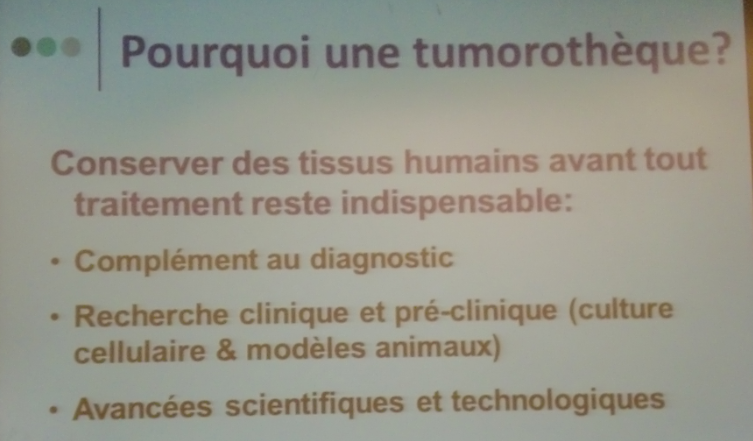 Pourquoi une tumorothèque?
Conserver des tissus humains avant tout
traitement reste indispensable:
• Complément au diagnostic
• Recherche clinique et pré-clinique (culture
cellulaire & modèles animaux)
• Avancées scientifiques et technologiques